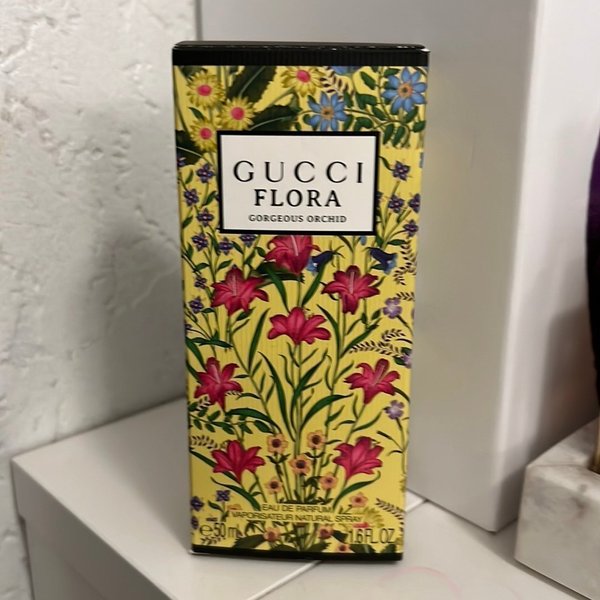 GUCCI
FLORA
GORGEOUS ORCHID
EAU DE PARFUM
VAPORISATEUR NATURAL SPRAY
℮50 mL 1.6 FL.OZ.